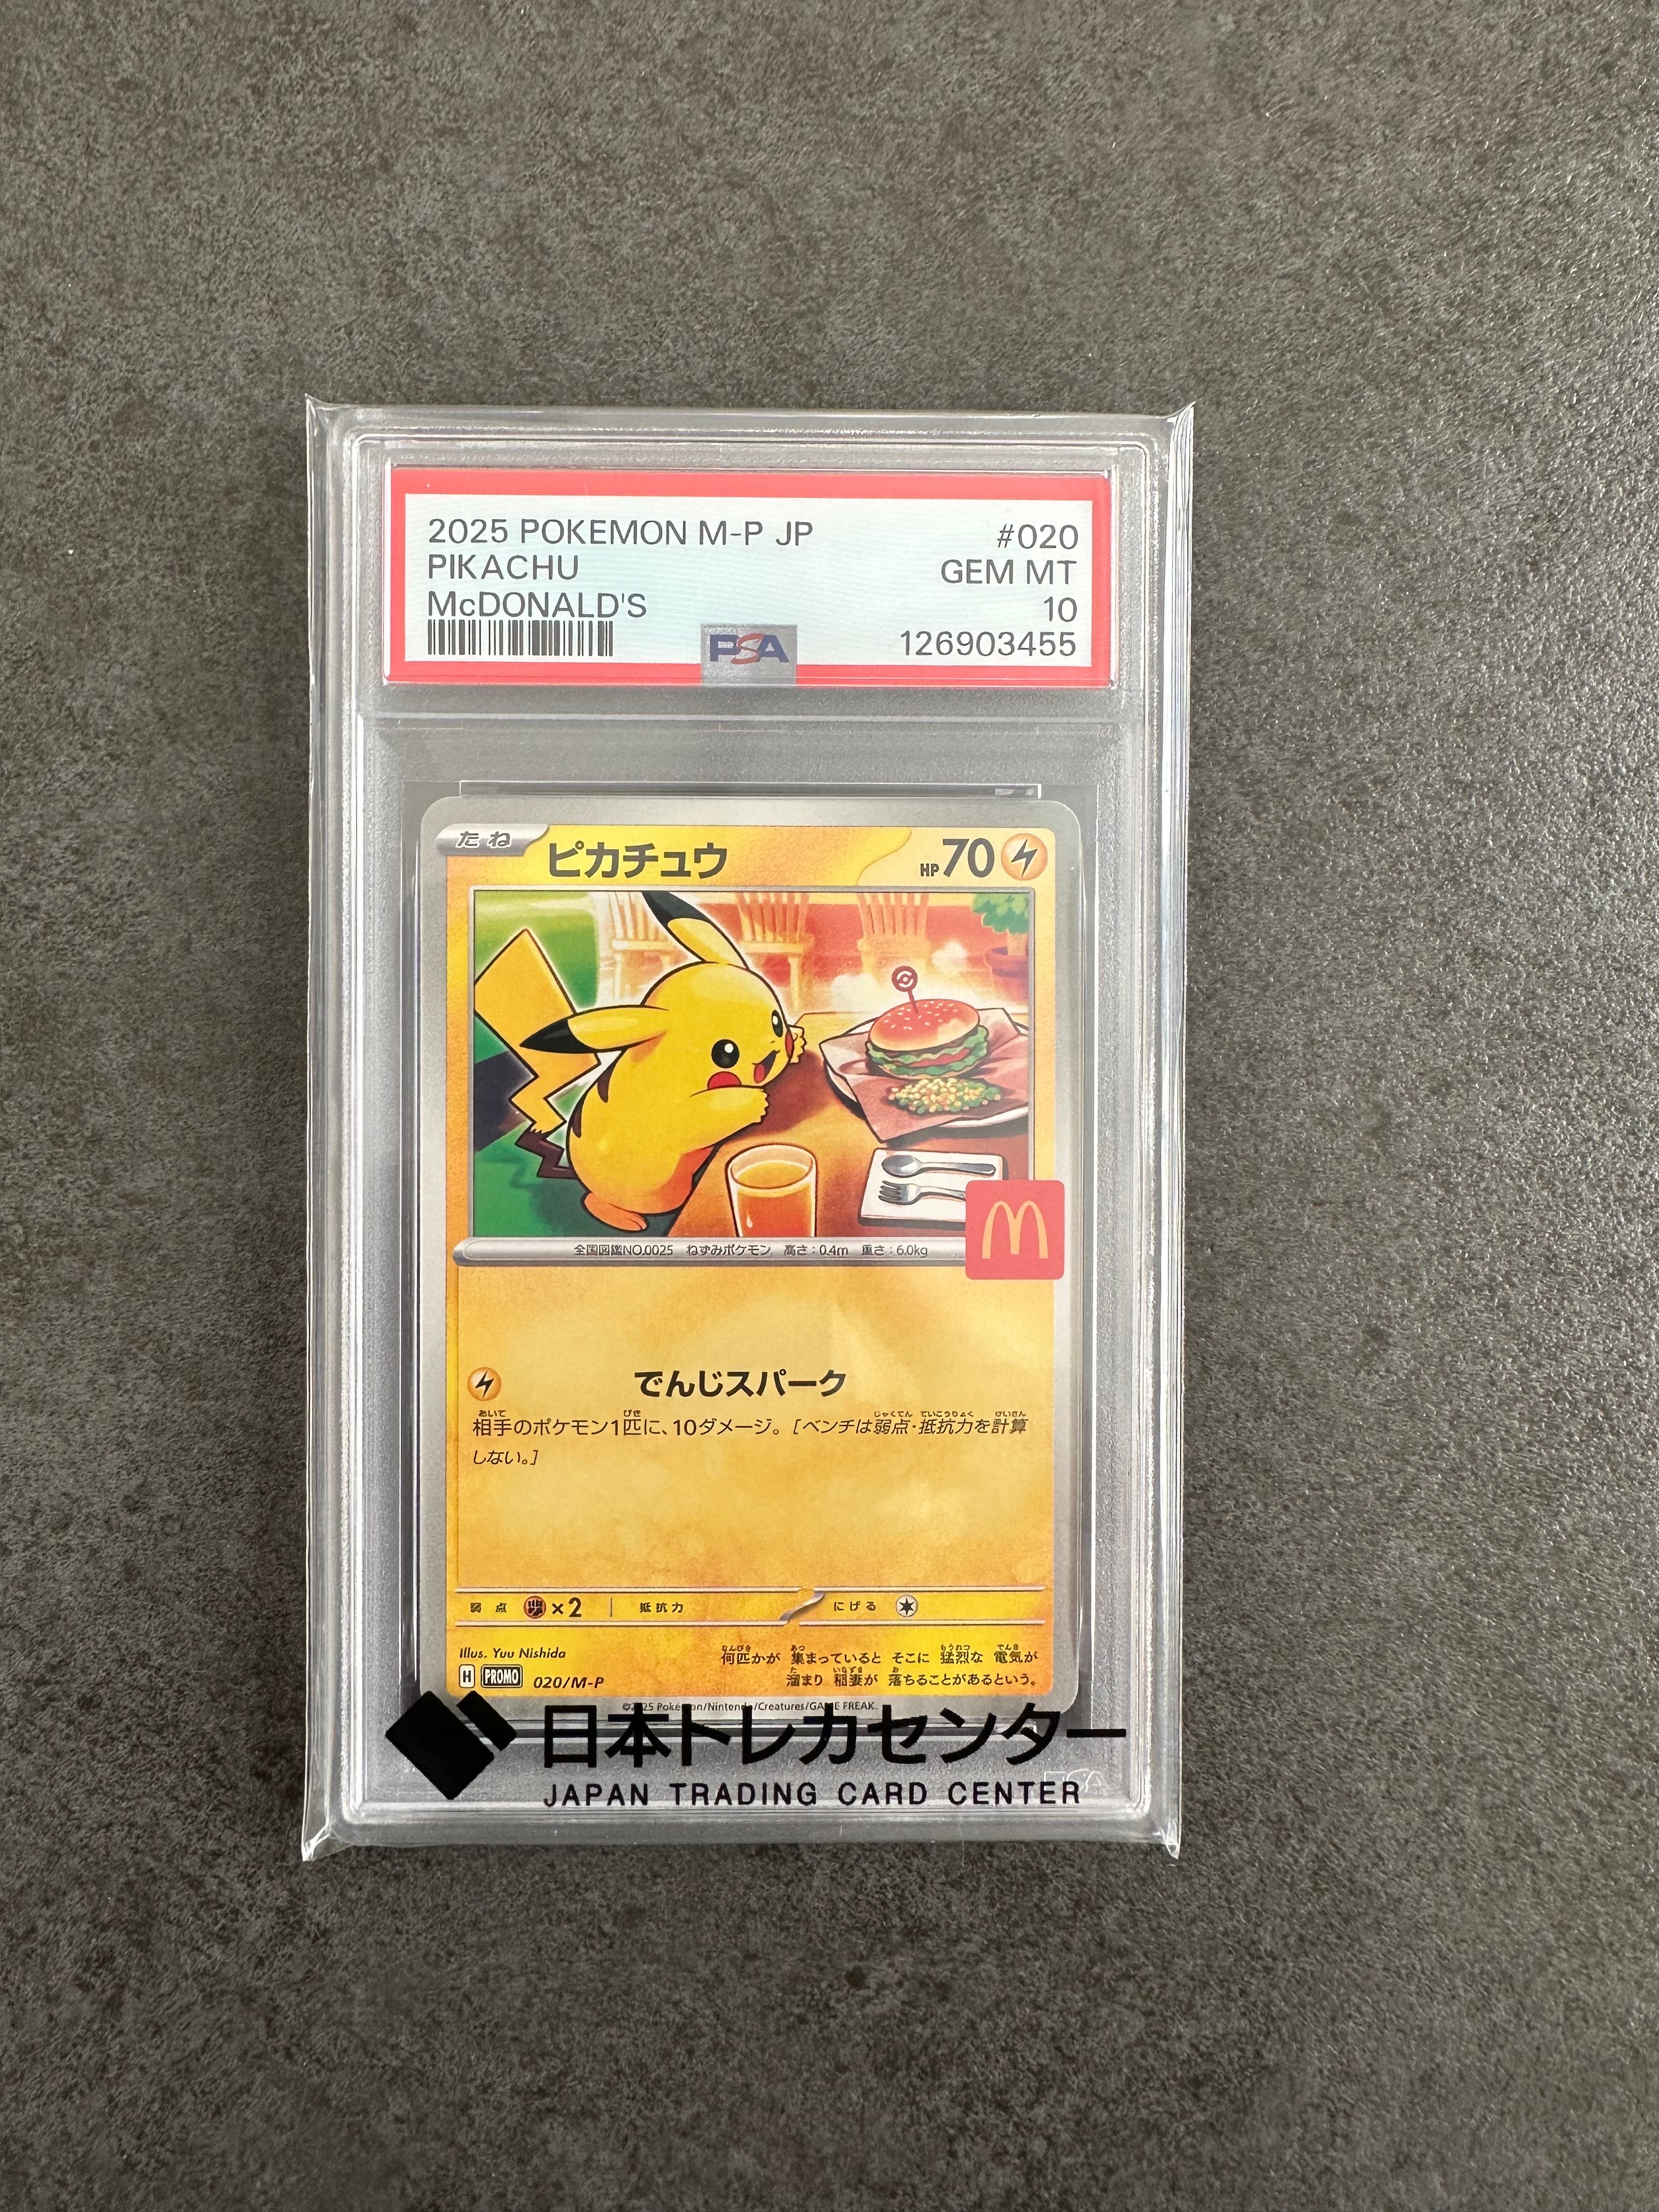 2025 POKEMON M-P JP #020
PIKACHU GEM MT
McDONALD'S 10
PSA 126903455
たね ピカチュウ HP70
全国図鑑NO.0025 ねずみポケモン 高さ：0.4m 重さ：6.0kg
でんじスパーク
相手のポケモン1匹に、10ダメージ。［ベンチは弱点・抵抗力を計算
しない。］
弱点 ×2 抵抗力 にげる
Illus. Yuu Nishida
何匹かが 集まっていると そこに 猛烈な 電気が
溜まり 稲妻が 落ちることがあるという。
H PROMO 020/M-P
©2025 Pokémon/Nintendo/Creatures/GAME FREAK.
日本トレカセンター
JAPAN TRADING CARD CENTER